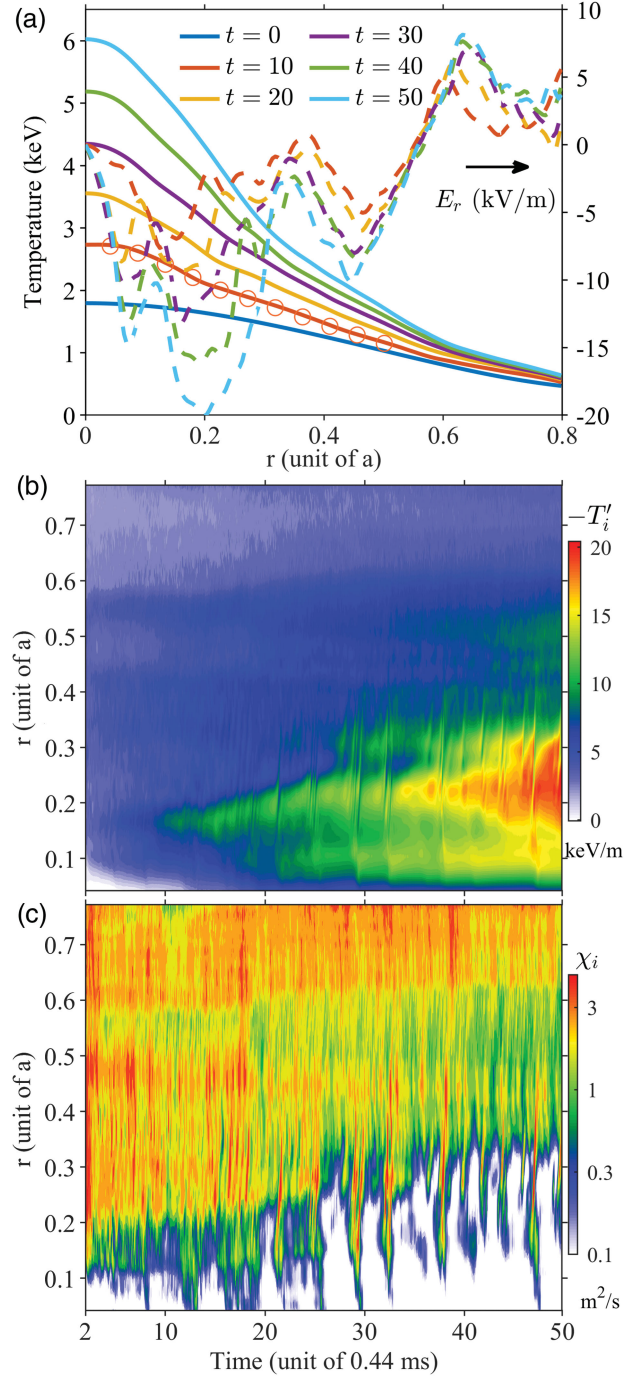 (a)
t = 0
t = 30
t = 10
t = 40
t = 20
t = 50
E_r (kV/m)
Temperature (keV)
6
5
4
3
2
1
0
10
5
0
-5
-10
-15
-20
0
0.2
0.4
0.6
0.8
r (unit of a)
(b)
−T′_i
r (unit of a)
0.7
0.6
0.5
0.4
0.3
0.2
0.1
20
15
10
5
0
keV/m
(c)
χ_i
r (unit of a)
0.7
0.6
0.5
0.4
0.3
0.2
0.1
3
1
0.3
0.1
m²/s
2
10
20
30
40
50
Time (unit of 0.44 ms)